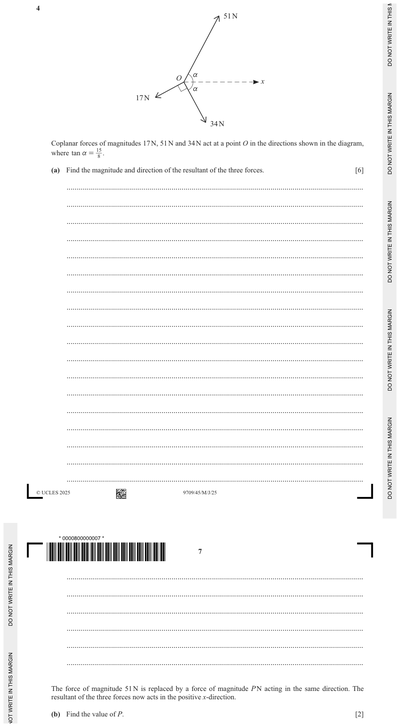 4
51 N
α
O
x
α
17 N
34 N
Coplanar forces of magnitudes 17 N, 51 N and 34 N act at a point O in the directions shown in the diagram,
where tan α = 15/8.
(a) Find the magnitude and direction of the resultant of the three forces. [6]
© UCLES 2025
9709/45/M/J/25
DO NOT WRITE IN THIS MARGIN
DO NOT WRITE IN THIS MARGIN
DO NOT WRITE IN THIS MARGIN
DO NOT WRITE IN THIS MARGIN
DO NOT WRITE IN THIS MARGIN
* 0000800000007 *
7
The force of magnitude 51 N is replaced by a force of magnitude P N acting in the same direction. The
resultant of the three forces now acts in the positive x-direction.
(b) Find the value of P. [2]
DO NOT WRITE IN THIS MARGIN
DO NOT WRITE IN THIS MARGIN